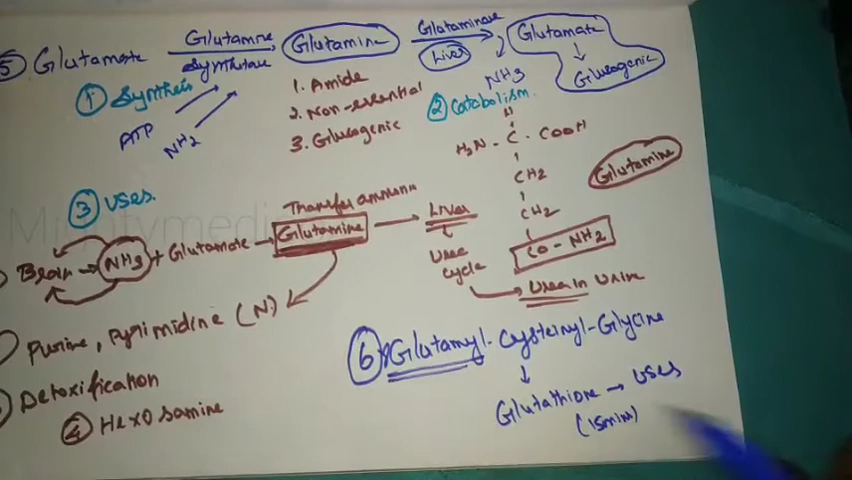 5 Glutamate Glutamine Synthetase Glutamine Glutaminase Liver Glutamate
Glucogenic
NH3
1 Synthesis
ATP
NH2
1. Amide
2. Non-essential
3. Glucogenic
2 Catabolism
H
H2N - C - COOH
CH2
CH2
CO - NH2
Glutamine
3 USES
Transfer ammonia
Brain → NH3 + Glutamate → Glutamine → Liver
Urea
Cycle
Urea in Urine
Purine, Pyrimidine (N)
Detoxification
4 Hexosamine
6 Glutamyl-Cysteinyl-Glycine
Glutathione → USES
(15min)